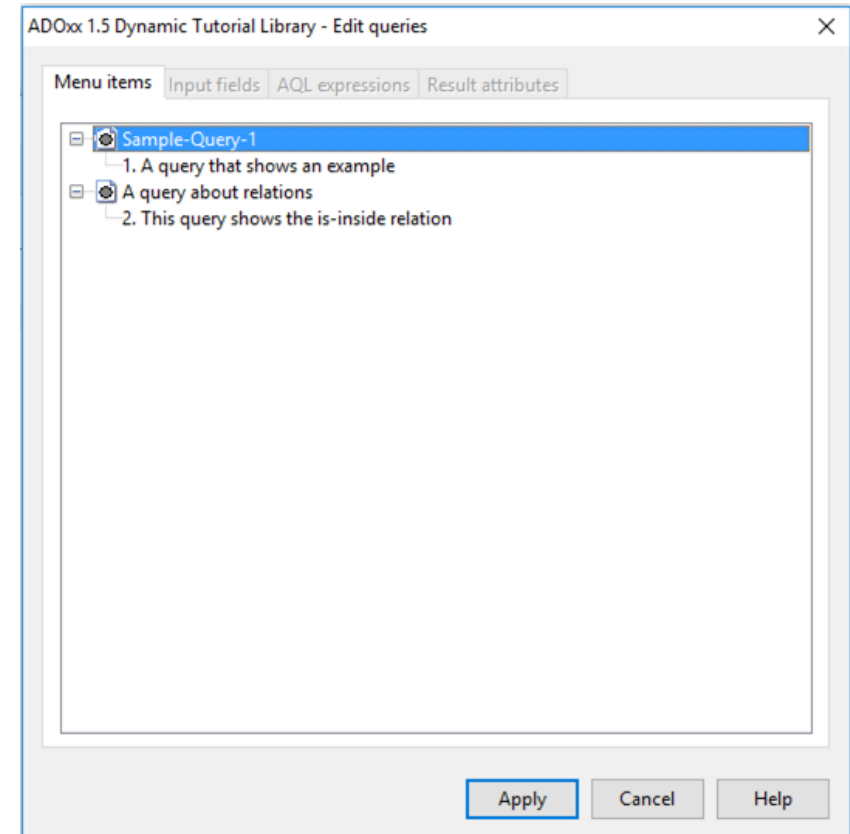 ADOxx 1.5 Dynamic Tutorial Library - Edit queries
Menu items Input fields AQL expressions Result attributes
Sample-Query-1
1. A query that shows an example
A query about relations
2. This query shows the is-inside relation
Apply Cancel Help